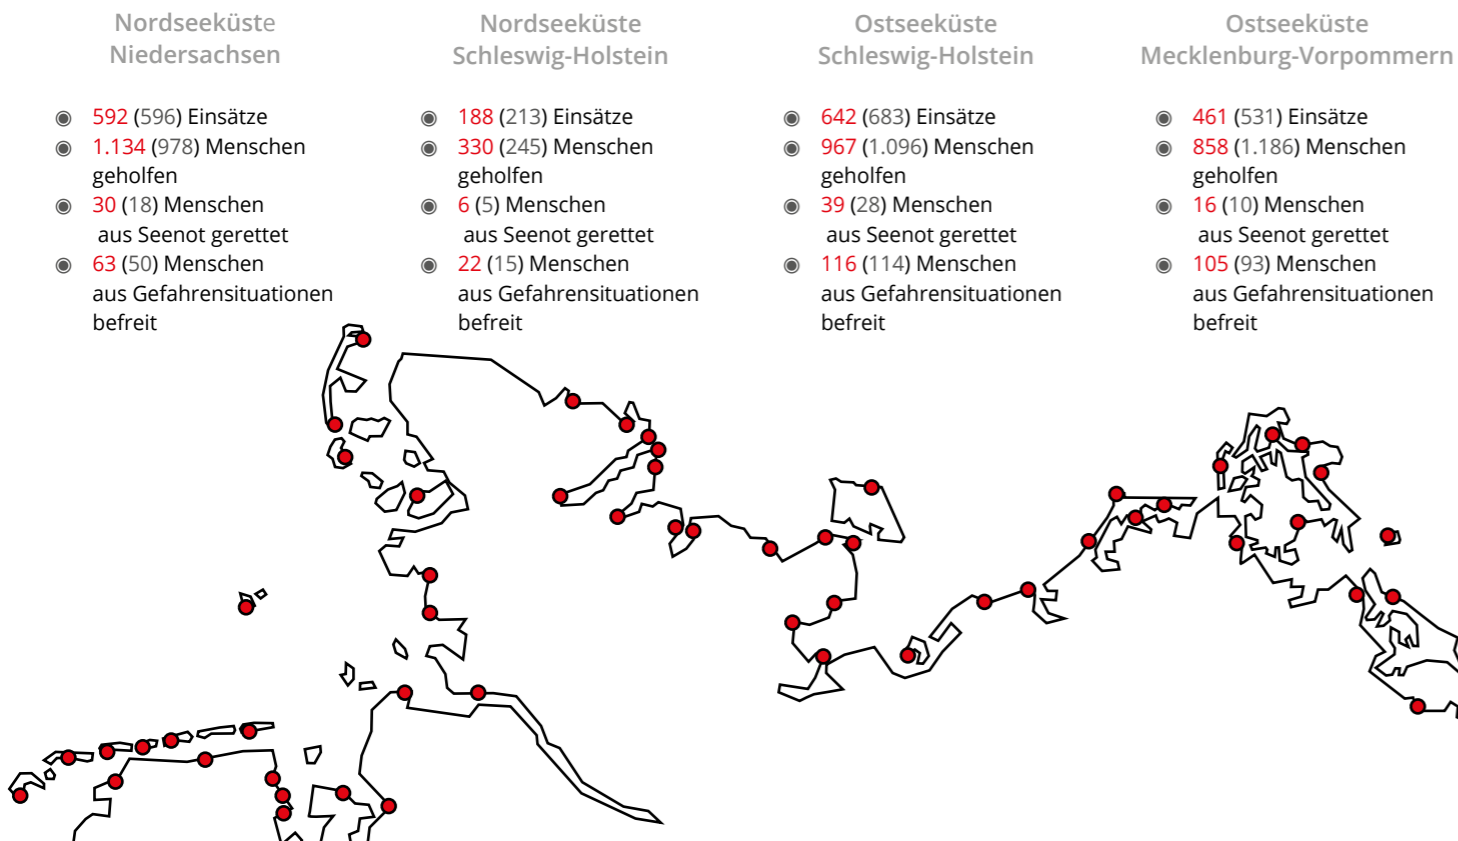 Nordseeküste
Niedersachsen
592 (596) Einsätze
1.134 (978) Menschen
geholfen
30 (18) Menschen
aus Seenot gerettet
63 (50) Menschen
aus Gefahrensituationen
befreit
Nordseeküste
Schleswig-Holstein
188 (213) Einsätze
330 (245) Menschen
geholfen
6 (5) Menschen
aus Seenot gerettet
22 (15) Menschen
aus Gefahrensituationen
befreit
Ostseeküste
Schleswig-Holstein
642 (683) Einsätze
967 (1.096) Menschen
geholfen
39 (28) Menschen
aus Seenot gerettet
116 (114) Menschen
aus Gefahrensituationen
befreit
Ostseeküste
Mecklenburg-Vorpommern
461 (531) Einsätze
858 (1.186) Menschen
geholfen
16 (10) Menschen
aus Seenot gerettet
105 (93) Menschen
aus Gefahrensituationen
befreit